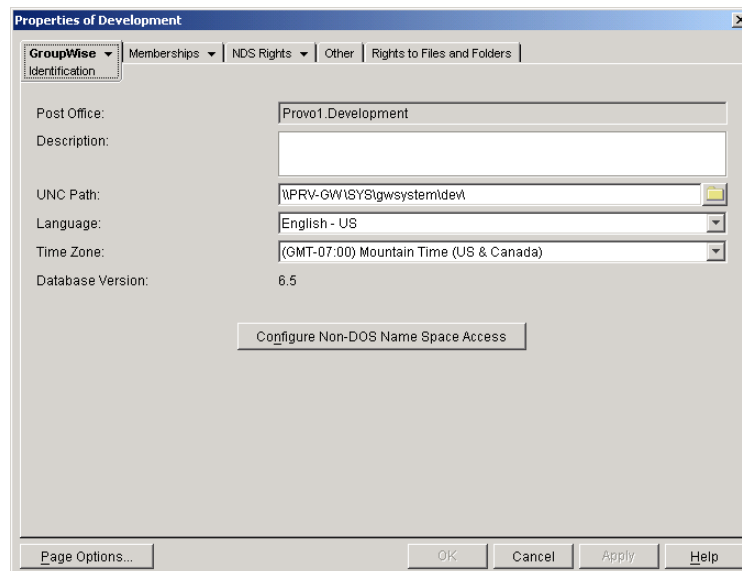 Properties of Development
GroupWise Memberships NDS Rights Other Rights to Files and Folders
Identification
Post Office: Provo1.Development
Description:
UNC Path: \\PRV-GW\SYS\gwsystem\dev\
Language: English - US
Time Zone: (GMT-07:00) Mountain Time (US & Canada)
Database Version: 6.5
Configure Non-DOS Name Space Access
Page Options... OK Cancel Apply Help